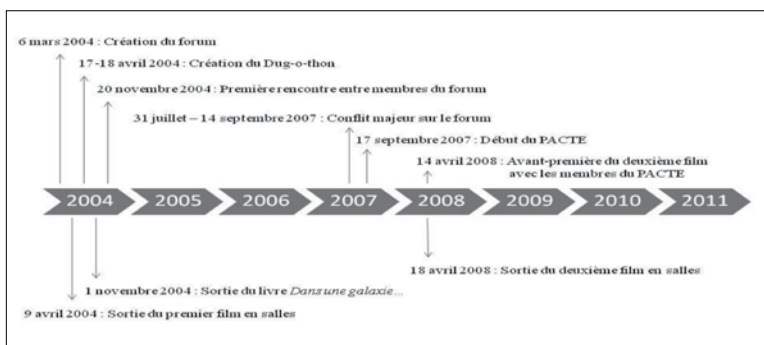 6 mars 2004 : Création du forum
17-18 avril 2004 : Création du Dug-o-thon
20 novembre 2004 : Première rencontre entre membres du forum
31 juillet – 14 septembre 2007 : Conflit majeur sur le forum
17 septembre 2007 : Début du PACTE
14 avril 2008 : Avant-première du deuxième film
avec les membres du PACTE
2004 2005 2006 2007 2008 2009 2010 2011
18 avril 2008 : Sortie du deuxième film en salles
1 novembre 2004 : Sortie du livre Dans une galaxie...
9 avril 2004 : Sortie du premier film en salles